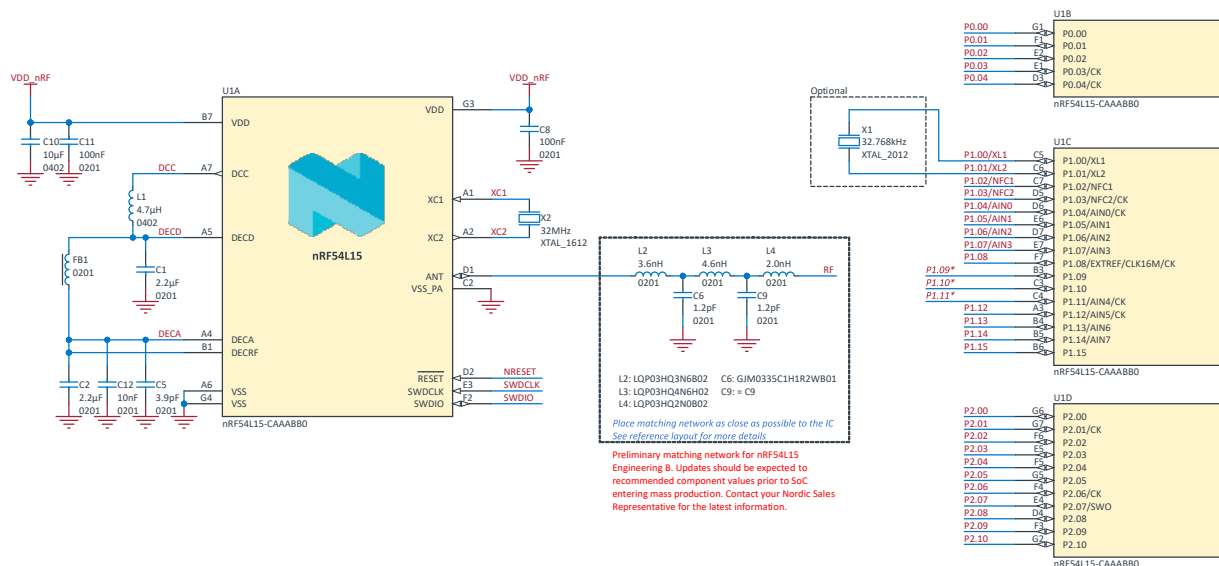 VDD_nRF
C10
10µF
0402
C11
100nF
0201
DCC
L1
4.7µH
0402
DECD
FB1
0201
C1
2.2µF
0201
DECA
C2
2.2µF
0201
C12
10nF
0201
C5
3.9pF
0201
U1A
B7 VDD
A7 DCC
A5 DECD
A4 DECA
B1 DECRF
A6 VSS
G4 VSS
nRF54L15
VDD G3
XC1 A1 XC1
XC2 A2 XC2
ANT D1
VSS_PA C2
RESET D2 NRESET
SWDCLK E3 SWDCLK
SWDIO F2 SWDIO
nRF54L15-CAAABB0
VDD_nRF
C8
100nF
0201
X2
32MHz
XTAL_1612
L2
3.6nH
0201
L3
4.6nH
0201
L4
2.0nH
0201
RF
C6
1.2pF
0201
C9
1.2pF
0201
L2: LQP03HQ3N6B02 C6: GJM0335C1H1R2WB01
L3: LQP03HQ4N6H02 C9: = C9
L4: LQP03HQ2N0B02
Place matching network as close as possible to the IC
See reference layout for more details
Preliminary matching network for nRF54L15
Engineering B. Updates should be expected to
recommended component values prior to SoC
entering mass production. Contact your Nordic Sales
Representative for the latest information.
Optional
X1
32.768kHz
XTAL_2012
U1B
P0.00 G1 P0.00
P0.01 F1 P0.01
P0.02 E2 P0.02
P0.03 E1 P0.03/CK
P0.04 D3 P0.04/CK
nRF54L15-CAAABB0
U1C
P1.00/XL1 C5 P1.00/XL1
P1.01/XL2 C6 P1.01/XL2
P1.02/NFC1 C7 P1.02/NFC1
P1.03/NFC2 D5 P1.03/NFC2/CK
P1.04/AIN0 D6 P1.04/AIN0/CK
P1.05/AIN1 E6 P1.05/AIN1
P1.06/AIN2 D7 P1.06/AIN2
P1.07/AIN3 E7 P1.07/AIN3
P1.08 F7 P1.08/EXTREF/CLK16M/CK
P1.09* B3 P1.09
P1.10* C3 P1.10
P1.11* C4 P1.11/AIN4/CK
P1.12 A3 P1.12/AIN5/CK
P1.13 B4 P1.13/AIN6
P1.14 B5 P1.14/AIN7
P1.15 B6 P1.15
nRF54L15-CAAABB0
U1D
P2.00 G6 P2.00
P2.01 G7 P2.01/CK
P2.02 F6 P2.02
P2.03 E5 P2.03
P2.04 F5 P2.04
P2.05 G5 P2.05
P2.06 F4 P2.06/CK
P2.07 E4 P2.07/SWO
P2.08 D4 P2.08
P2.09 F3 P2.09
P2.10 G2 P2.10
nRF54L15-CAAABB0